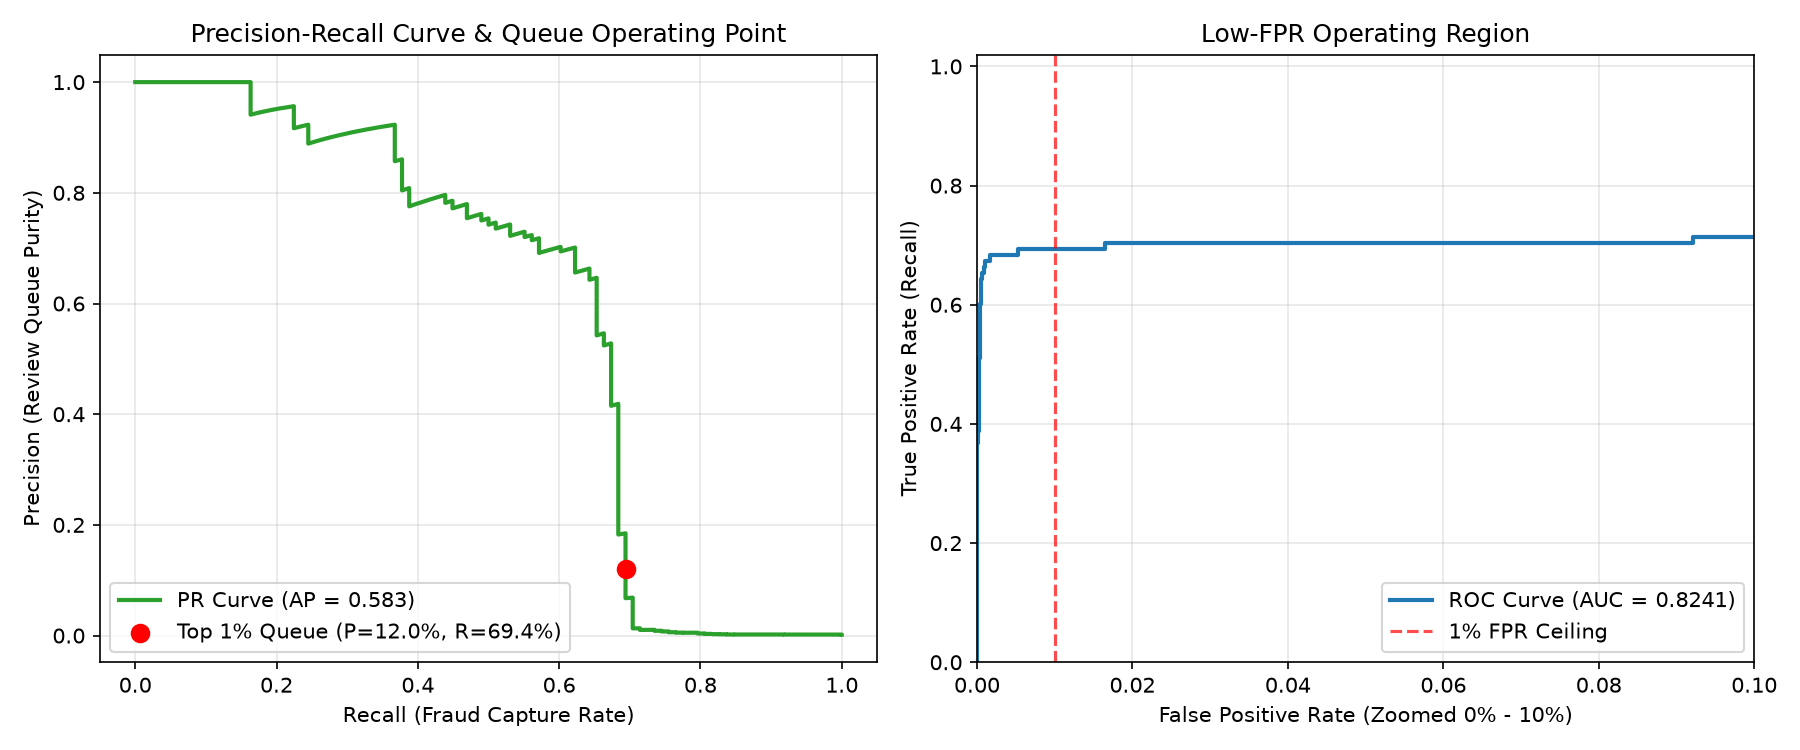 Precision-Recall Curve & Queue Operating Point
Precision (Review Queue Purity)
1.0
0.8
0.6
0.4
0.2
0.0
PR Curve (AP = 0.583)
Top 1% Queue (P=12.0%, R=69.4%)
0.0 0.2 0.4 0.6 0.8 1.0
Recall (Fraud Capture Rate)
Low-FPR Operating Region
True Positive Rate (Recall)
1.0
0.8
0.6
0.4
0.2
0.0
ROC Curve (AUC = 0.8241)
1% FPR Ceiling
0.00 0.02 0.04 0.06 0.08 0.10
False Positive Rate (Zoomed 0% - 10%)